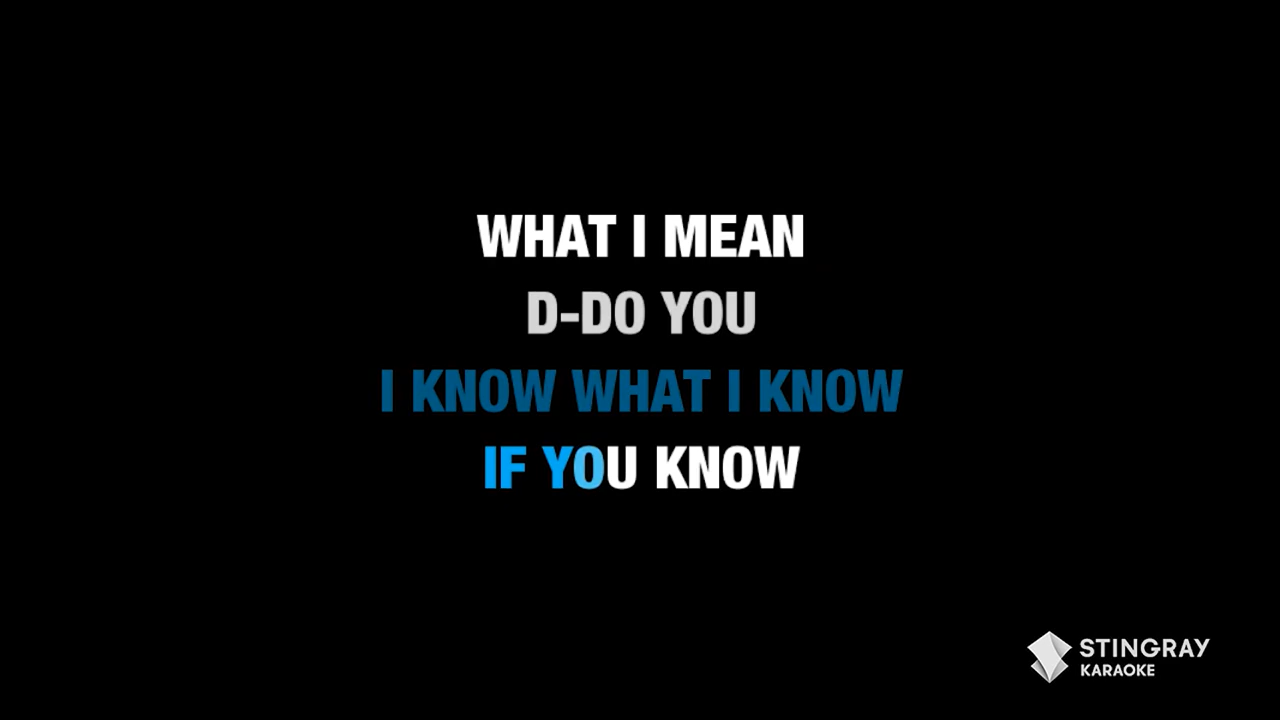 WHAT I MEAN
D-DO YOU
I KNOW WHAT I KNOW
IF YOU KNOW
STINGRAY
KARAOKE